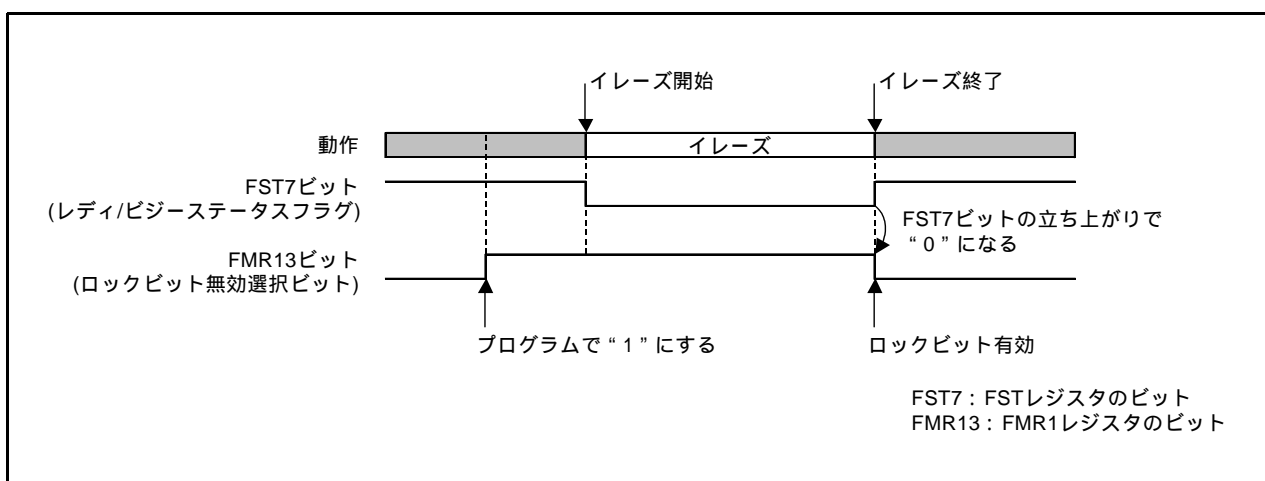 イレーズ開始
イレーズ終了
動作
イレーズ
FST7ビット
(レディ/ビジーステータスフラグ)
FST7ビットの立ち上がりで
“0”になる
FMR13ビット
(ロックビット無効選択ビット)
プログラムで“1”にする
ロックビット有効
FST7：FSTレジスタのビット
FMR13：FMR1レジスタのビット